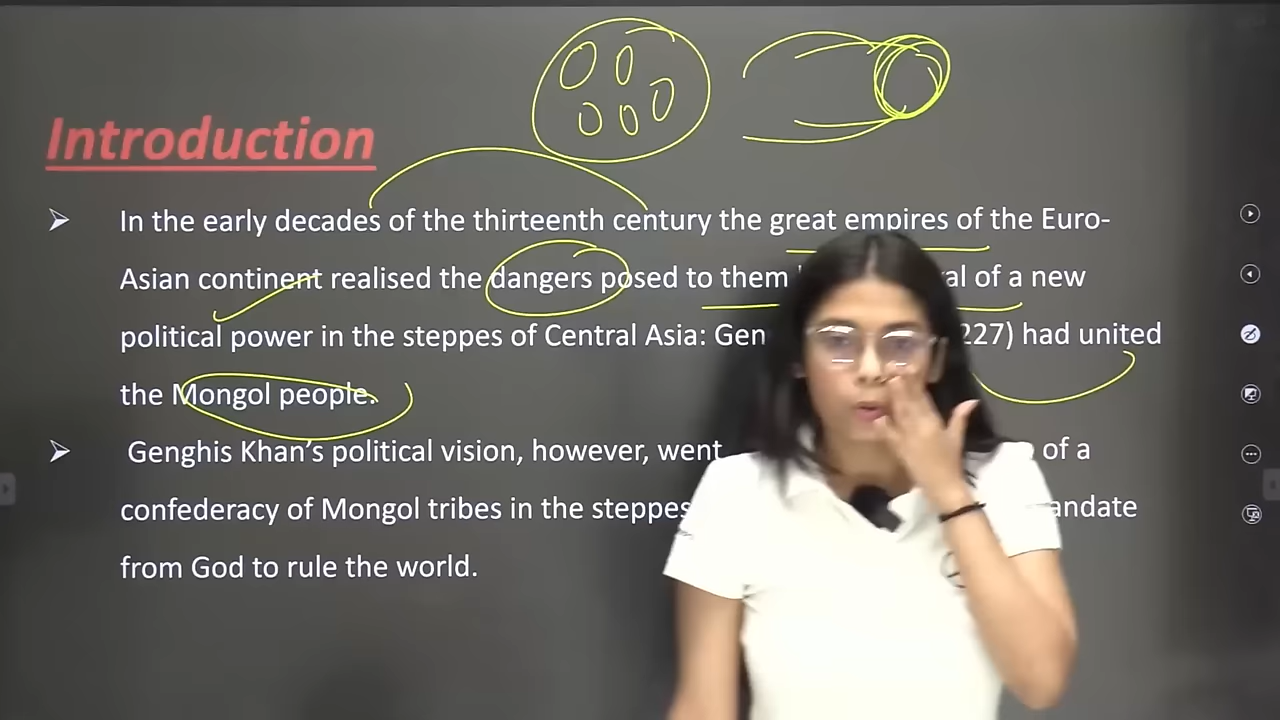 Introduction
In the early decades of the thirteenth century the great empires of the Euro-
Asian continent realised the dangers posed to them of a new
political power in the steppes of Central Asia: Gen 227) had united
the Mongol people.
Genghis Khan’s political vision, however, went of a
confederacy of Mongol tribes in the steppes
from God to rule the world.